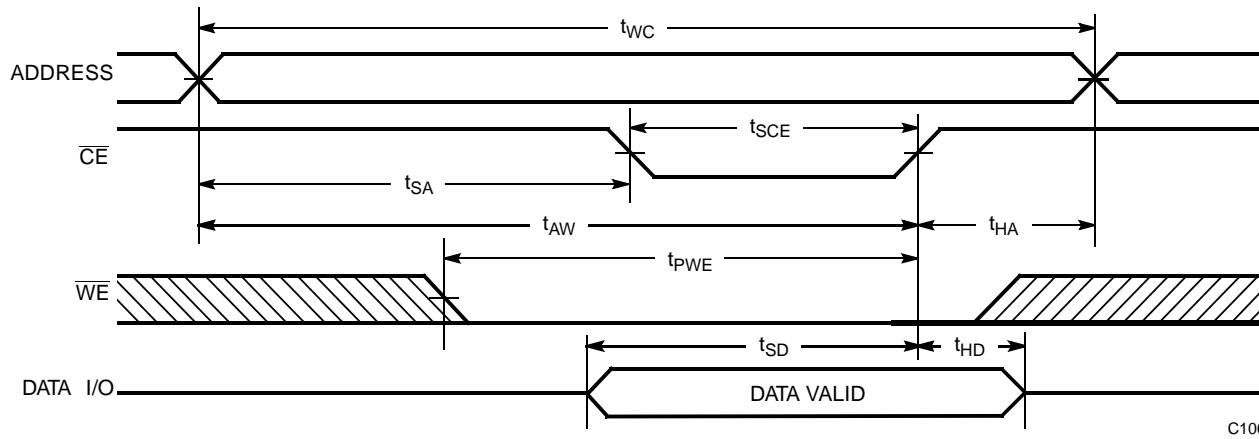 tWC
ADDRESS
tSCE
CE
tSA
tAW
tHA
tPWE
WE
tSD
tHD
DATA I/O
DATA VALID